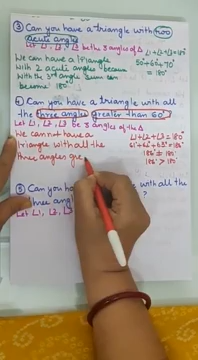 ③ Can you have a triangle with two
acute angles?
Let ∠1, ∠2, ∠3 be the 3 angles of Δ ∠1+∠2+∠3=180°
We can have a triangle 50°+60°+70°
With 2 acute angles because = 180°
With the 3rd angle sum can
become 180°
④ Can you have a triangle with all
the three angles greater than 60°
Let ∠1, ∠2, ∠3 be 3 angles of the Δ
We cannot have a ∠1+∠2+∠3=180°
triangle with all the 61°+62°+63°=186°
three angles gre 186° ≠ 180°
186° > 180°
⑤ Can you with all the
three angl ?
Let ∠1, ∠2,